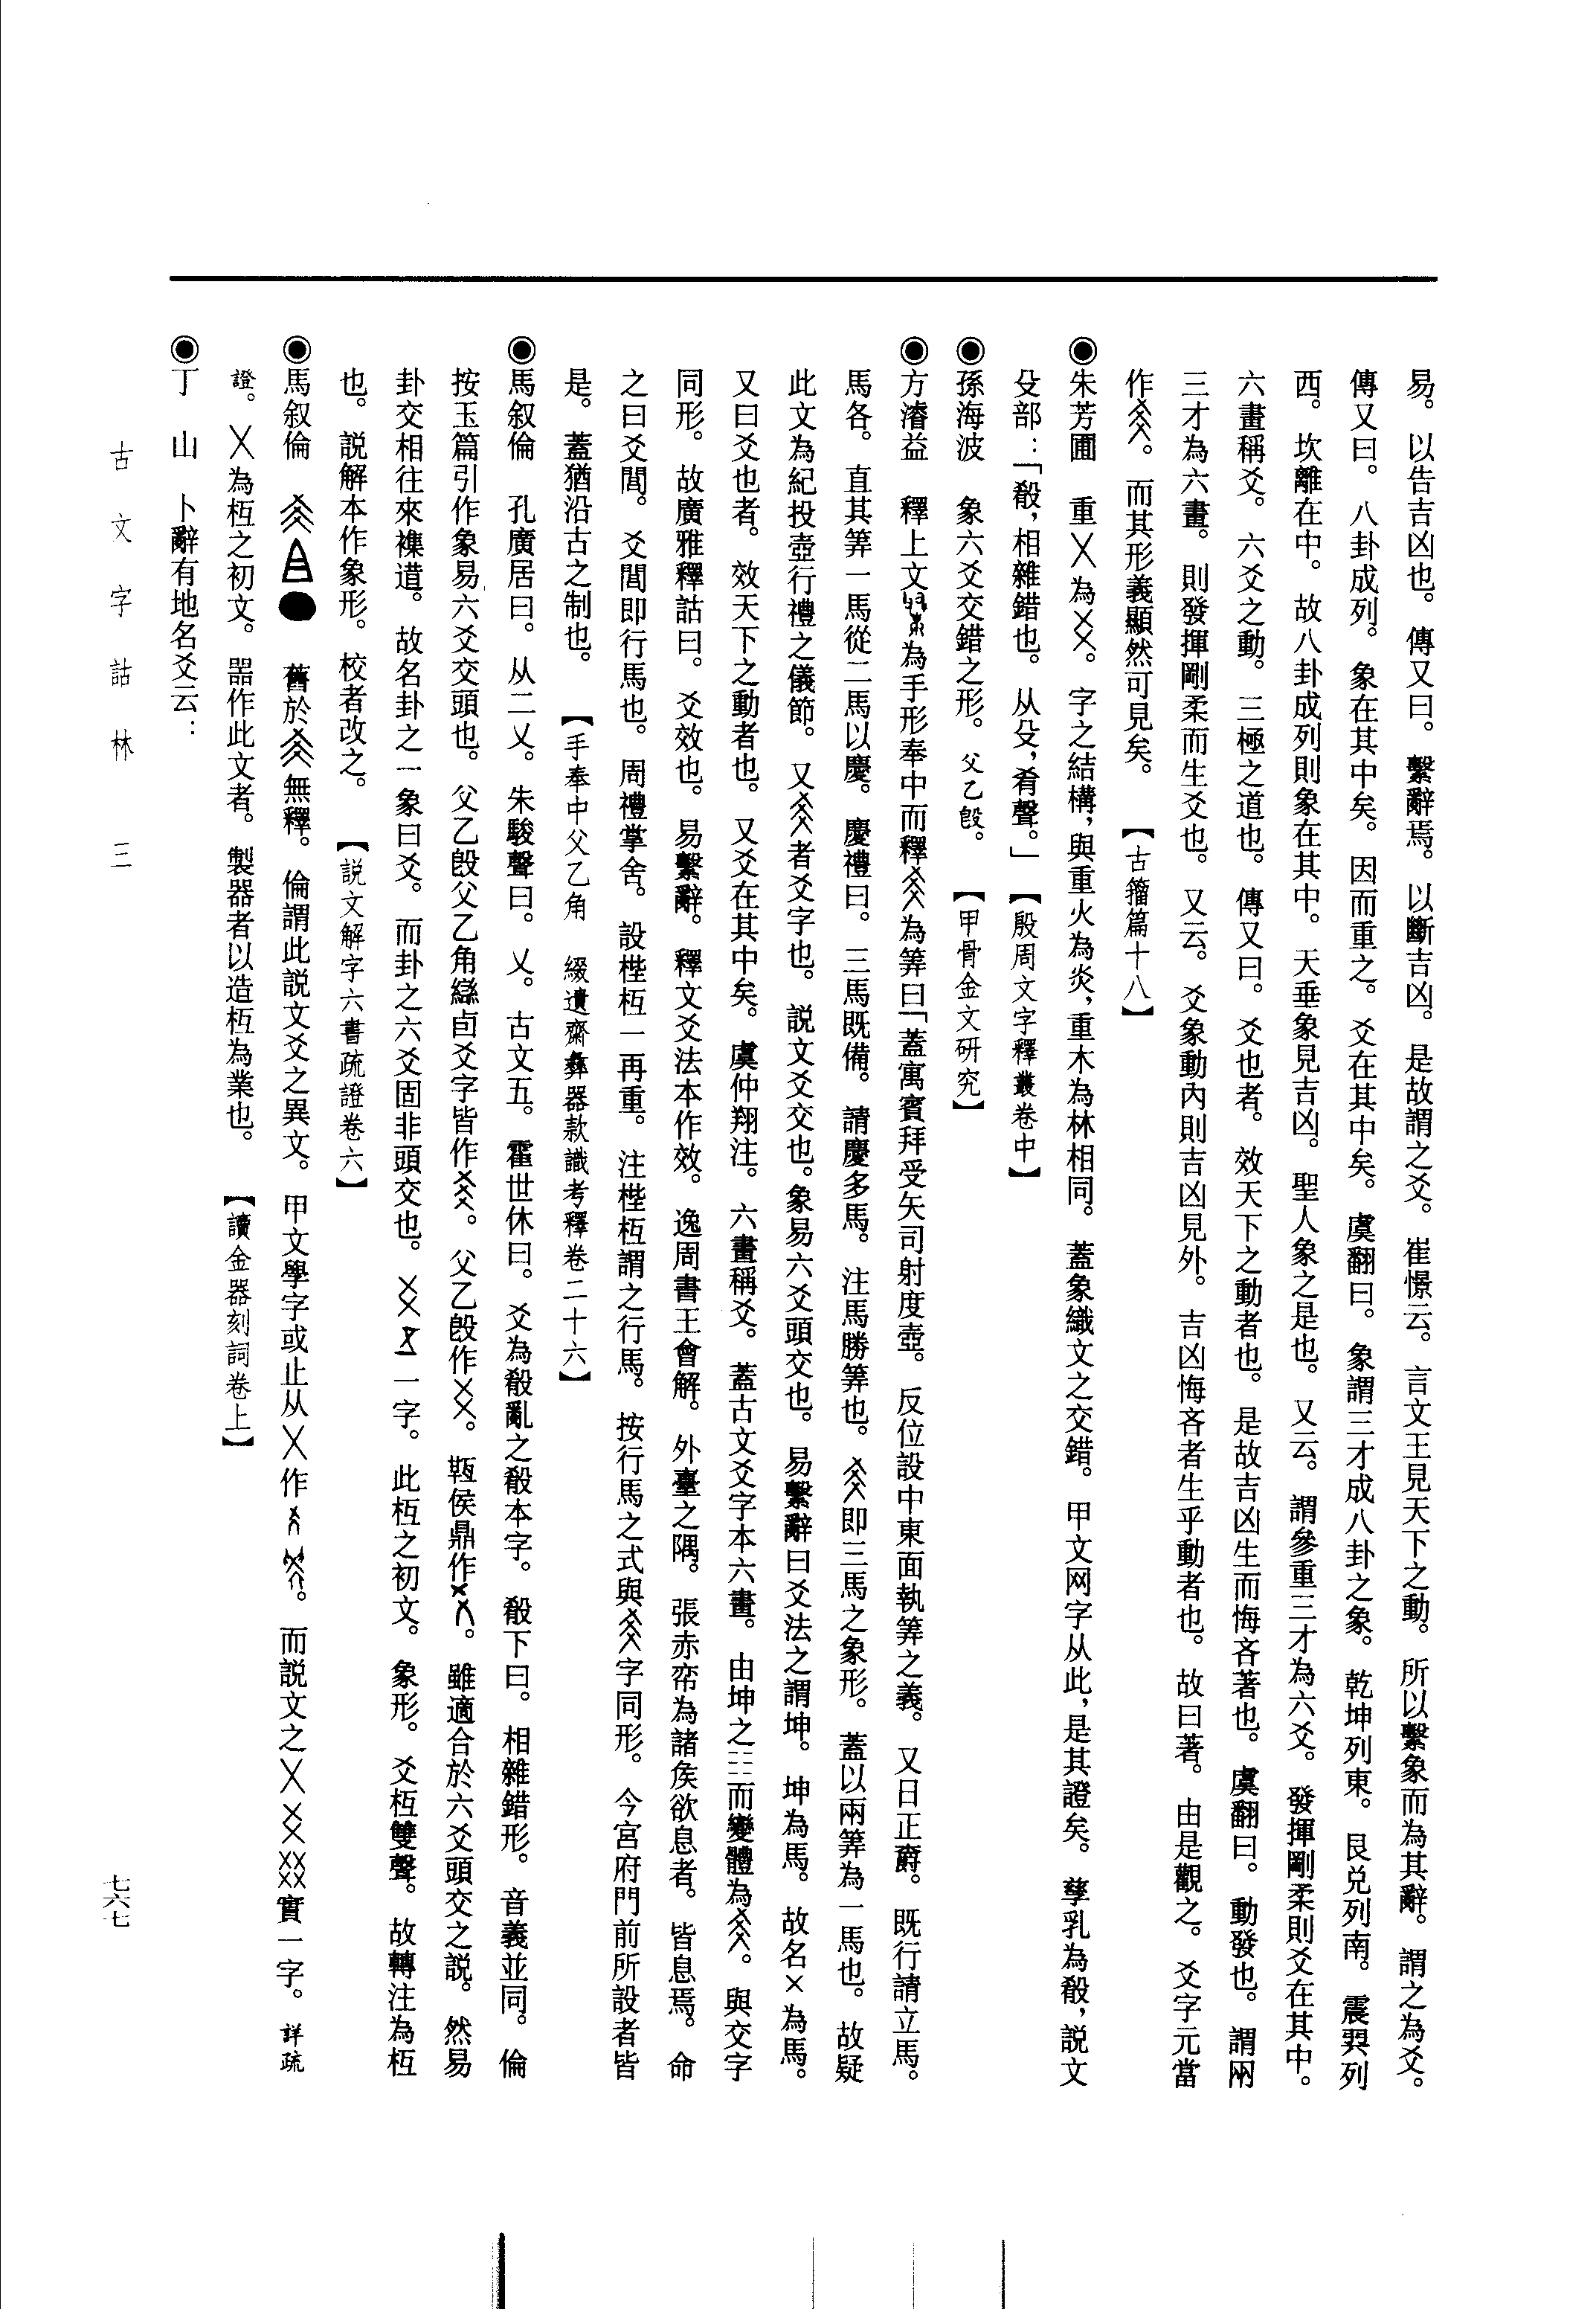 易。以告吉凶也。傳又曰。繫辭焉。以斷吉凶。是故謂之爻。崔憬云。言文王見天下之動。所以繫象而為其辭。謂之為爻。
傳又曰。八卦成列。象在其中矣。因而重之。爻在其中矣。虞翻曰。象謂三才成八卦之象。乾坤列東。艮兑列南。震巽列
西。坎離在中。故八卦成列則象在其中。天垂象見吉凶。聖人象之是也。又云。謂參重三才為六爻。發揮剛柔則爻在其中。
六畫稱爻。六爻之動。三極之道也。傳又曰。爻也者。效天下之動者也。是故吉凶生而悔吝著也。虞翻曰。動發也。謂兩
三才為六畫。則發揮剛柔而生爻也。又云。爻象動內則吉凶見外。吉凶悔吝者生乎動者也。故曰著。由是觀之。爻字元當
作。而其形義顯然可見矣。【古籀篇十八】
◉朱芳圃　重㐅為爻。字之結構，與重火為炎，重木為林相同。蓋象織文之交錯。甲文网字从此，是其證矣。孳乳為殽，説文
殳部：「殽，相雜錯也。从殳，肴聲。」【殷周文字釋叢卷中】
◉孫海波　象六爻交錯之形。父乙𣪘。【甲骨金文研究】
◉方濬益　釋上文為手形奉中而釋為筭曰「蓋寓賓拜受矢司射度壺。反位設中東面執筭之義。又日正爵。既行請立馬。
馬各。直其筭一馬從二馬以慶。慶禮曰。三馬既備。請慶多馬。注馬勝筭也。即三馬之象形。蓋以兩筭為一馬也。故疑
此文為紀投壺行禮之儀節。又者爻字也。説文爻交也。象易六爻頭交也。易繫辭曰爻法之謂坤。坤為馬。故名×為馬。
又曰爻也者。效天下之動者也。又爻在其中矣。虞仲翔注。六畫稱爻。蓋古文爻字本六畫。由坤之☷而變體為。與交字
同形。故廣雅釋詁曰。爻效也。易繫辭。釋文爻法本作效。逸周書王會解。外臺之隅。張赤帟為諸矦欲息者。皆息焉。命
之曰爻閭。爻閭即行馬也。周禮掌舍。設梐枑一再重。注梐枑謂之行馬。按行馬之式與字同形。今宮府門前所設者皆
是。蓋猶沿古之制也。【手奉中父乙角　綴遺齋彝器款識考釋卷二十六】
◉馬叙倫　孔廣居曰。从二乂。朱駿聲曰。乂。古文五。霍世休曰。爻為殽亂之殽本字。殽下曰。相雜錯形。音義並同。倫
按玉篇引作象易六爻交頭也。父乙𣪘父乙角䜌卣爻字皆作。父乙𣪘作。侯鼎作。雖適合於六爻頭交之説。然易
卦交相往來襍遣。故名卦之一象曰爻。而卦之六爻固非頭交也。一字。此枑之初文。象形。爻枑雙聲。故轉注為枑
也。説解本作象形。校者改之。【説文解字六書疏證卷六】
◉馬叙倫　舊於無釋。倫謂此説文爻之異文。甲文學字或止从㐅作。而説文之㐅爻㸚實一字。詳疏
證。㐅為枑之初文。㗊作此文者。製器者以造枑為業也。【讀金器刻詞卷上】
◉丁　山　卜辭有地名爻云：
古文字詁林　三
七六七